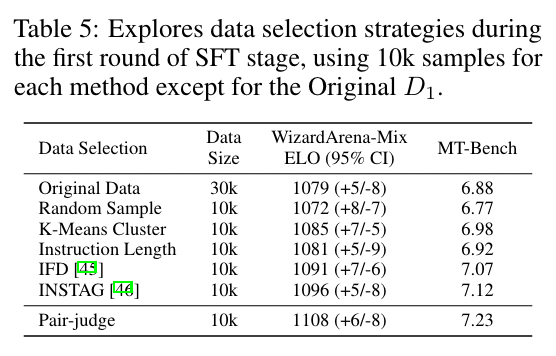 Table 5: Explores data selection strategies during
the first round of SFT stage, using 10k samples for
each method except for the Original D₁.
Data Selection Data Size WizardArena-Mix ELO (95% CI) MT-Bench
Original Data 30k 1079 (+5/-8) 6.88
Random Sample 10k 1072 (+8/-7) 6.77
K-Means Cluster 10k 1085 (+7/-5) 6.98
Instruction Length 10k 1081 (+5/-9) 6.92
IFD [45] 10k 1091 (+7/-6) 7.07
INSTAG [46] 10k 1096 (+5/-8) 7.12
Pair-judge 10k 1108 (+6/-8) 7.23